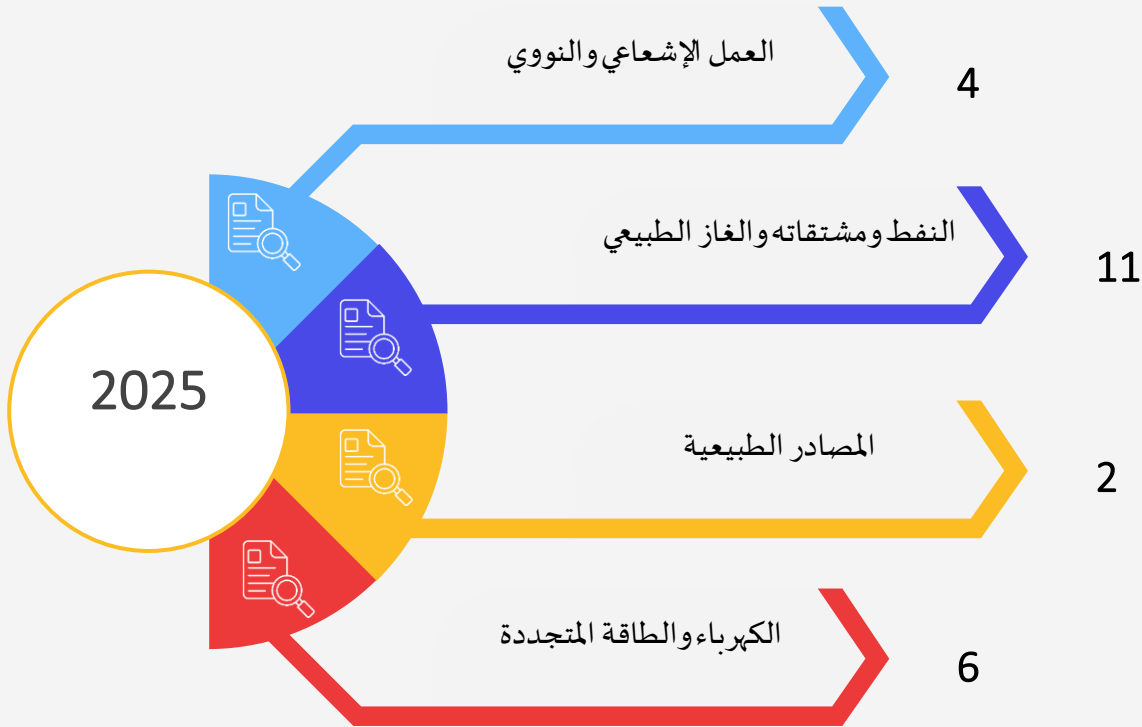 العمل الإشعاعي والنووي
4
النفط ومشتقاته والغاز الطبيعي
11
2025
المصادر الطبيعية
2
الكهرباء والطاقة المتجددة
6